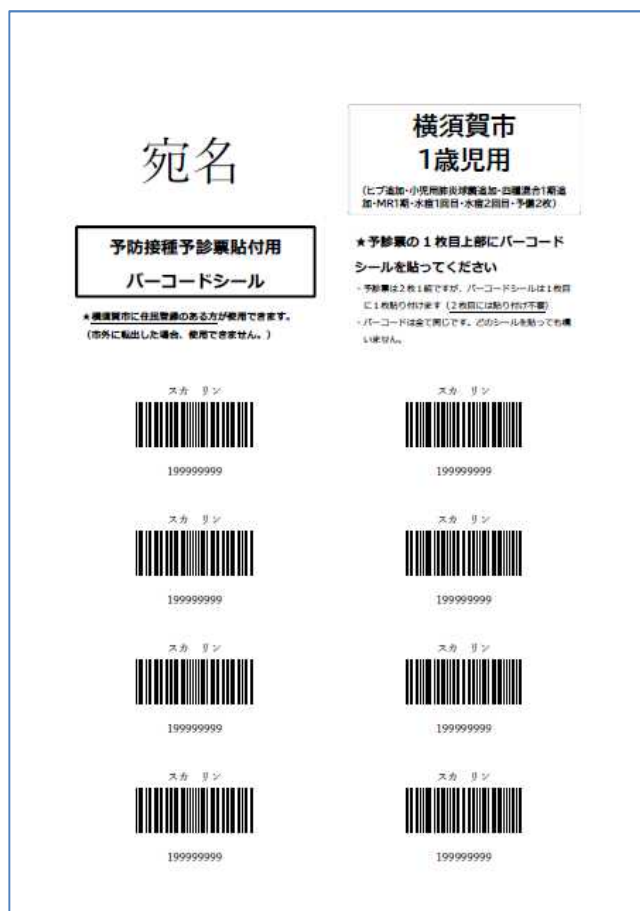 宛名
横須賀市
1歳児用
(ヒブ追加・小児用肺炎球菌追加・四種混合1期追
加・MR1期・水痘1回目・水痘2回目・予備2枚)
予防接種予診票貼付用
バーコードシール
★横須賀市に住民登録のある方が使用できます。
(市外に転出した場合、使用できません。)
★予診票の1枚目上部にバーコード
シールを貼ってください
・予診票は2枚1組ですが、バーコードシールは1枚目
に1枚貼り付けます(2枚目には貼り付け不要)
・バーコードは全て同じです。どのシールを貼っても構
いません。
スカ リン
199999999
スカ リン
199999999
スカ リン
199999999
スカ リン
199999999
スカ リン
199999999
スカ リン
199999999
スカ リン
199999999
スカ リン
199999999